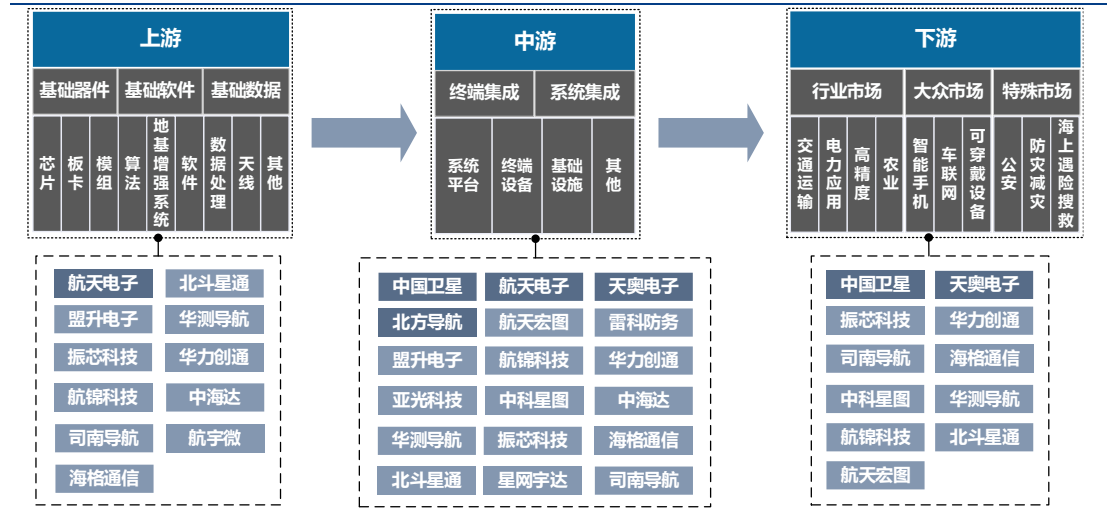 上游
基础器件 基础软件 基础数据
芯片 板卡 模组 算法 地基增强系统 软件 数据处理 天线 其他
航天电子 北斗星通
盟升电子 华测导航
振芯科技 华力创通
航锦科技 中海达
司南导航 航宇微
海格通信
中游
终端集成 系统集成
系统平台 终端设备 基础设施 其他
中国卫星 航天电子 天奥电子
北方导航 航天宏图 雷科防务
盟升电子 航锦科技 华力创通
亚光科技 中科星图 中海达
华测导航 振芯科技 海格通信
北斗星通 星网宇达 司南导航
下游
行业市场 大众市场 特殊市场
交通运输 电力应用 高精度 农业 智能手机 车联网 可穿戴设备 公安 防灾减灾 海上遇险搜救
中国卫星 天奥电子
振芯科技 华力创通
司南导航 海格通信
中科星图 华测导航
航锦科技 北斗星通
航天宏图